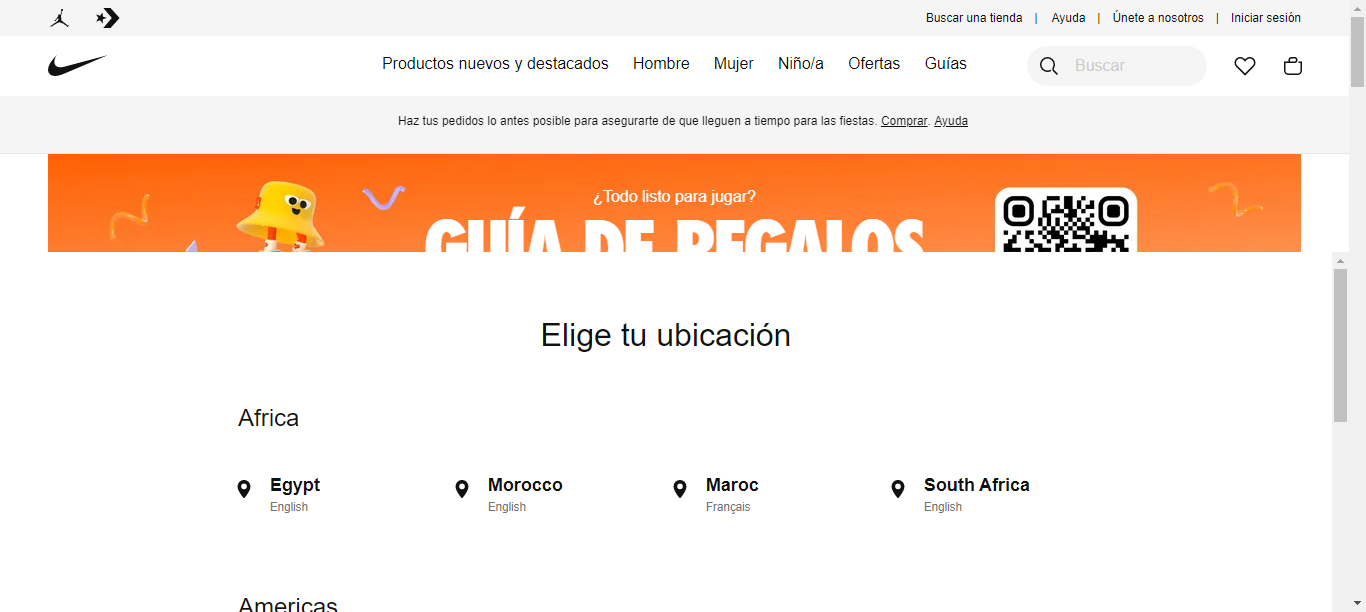 Buscar una tienda | Ayuda | Únete a nosotros | Iniciar sesión
Productos nuevos y destacados Hombre Mujer Niño/a Ofertas Guías Buscar
Haz tus pedidos lo antes posible para asegurarte de que lleguen a tiempo para las fiestas. Comprar. Ayuda
¿Todo listo para jugar?
GUÍA DE REGALOS
Elige tu ubicación
Africa
Egypt Morocco Maroc South Africa
English English Français English
Americas